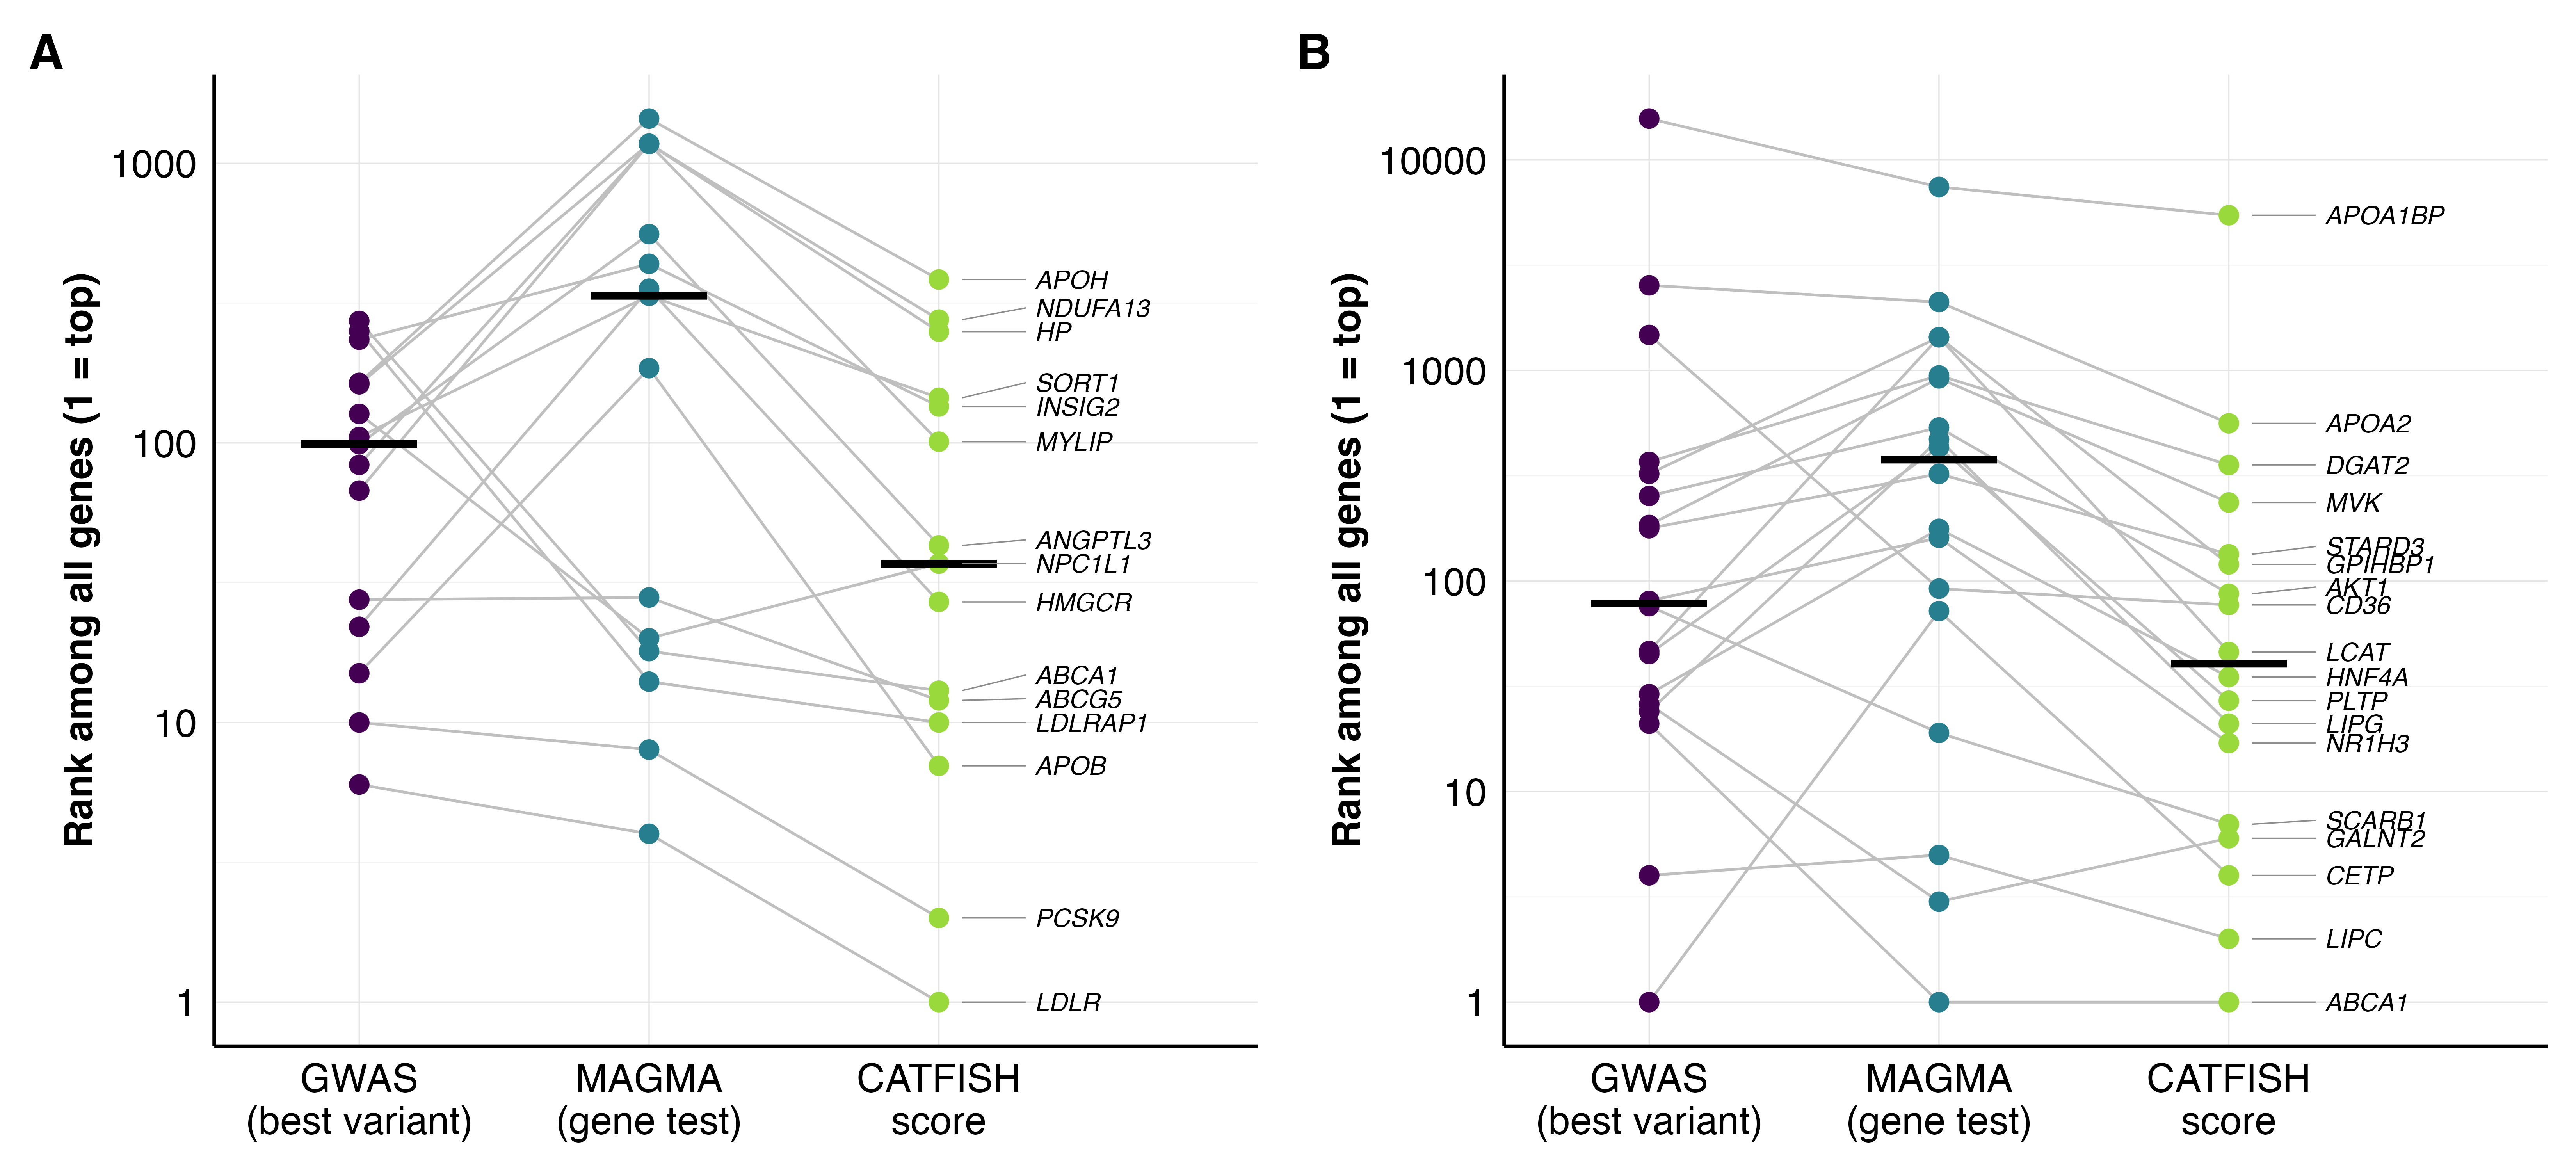 A
Rank among all genes (1 = top)
1000
100
10
1
APOH
NDUFA13
HP
SORT1
INSIG2
MYLIP
ANGPTL3
NPC1L1
HMGCR
ABCA1
ABCG5
LDLRAP1
APOB
PCSK9
LDLR
GWAS
(best variant)
MAGMA
(gene test)
CATFISH
score
B
Rank among all genes (1 = top)
10000
1000
100
10
1
APOA1BP
APOA2
DGAT2
MVK
STARD3
GPIHBP1
AKT1
CD36
LCAT
HNF4A
PLTP
LIPG
NR1H3
SCARB1
GALNT2
CETP
LIPC
ABCA1
GWAS
(best variant)
MAGMA
(gene test)
CATFISH
score